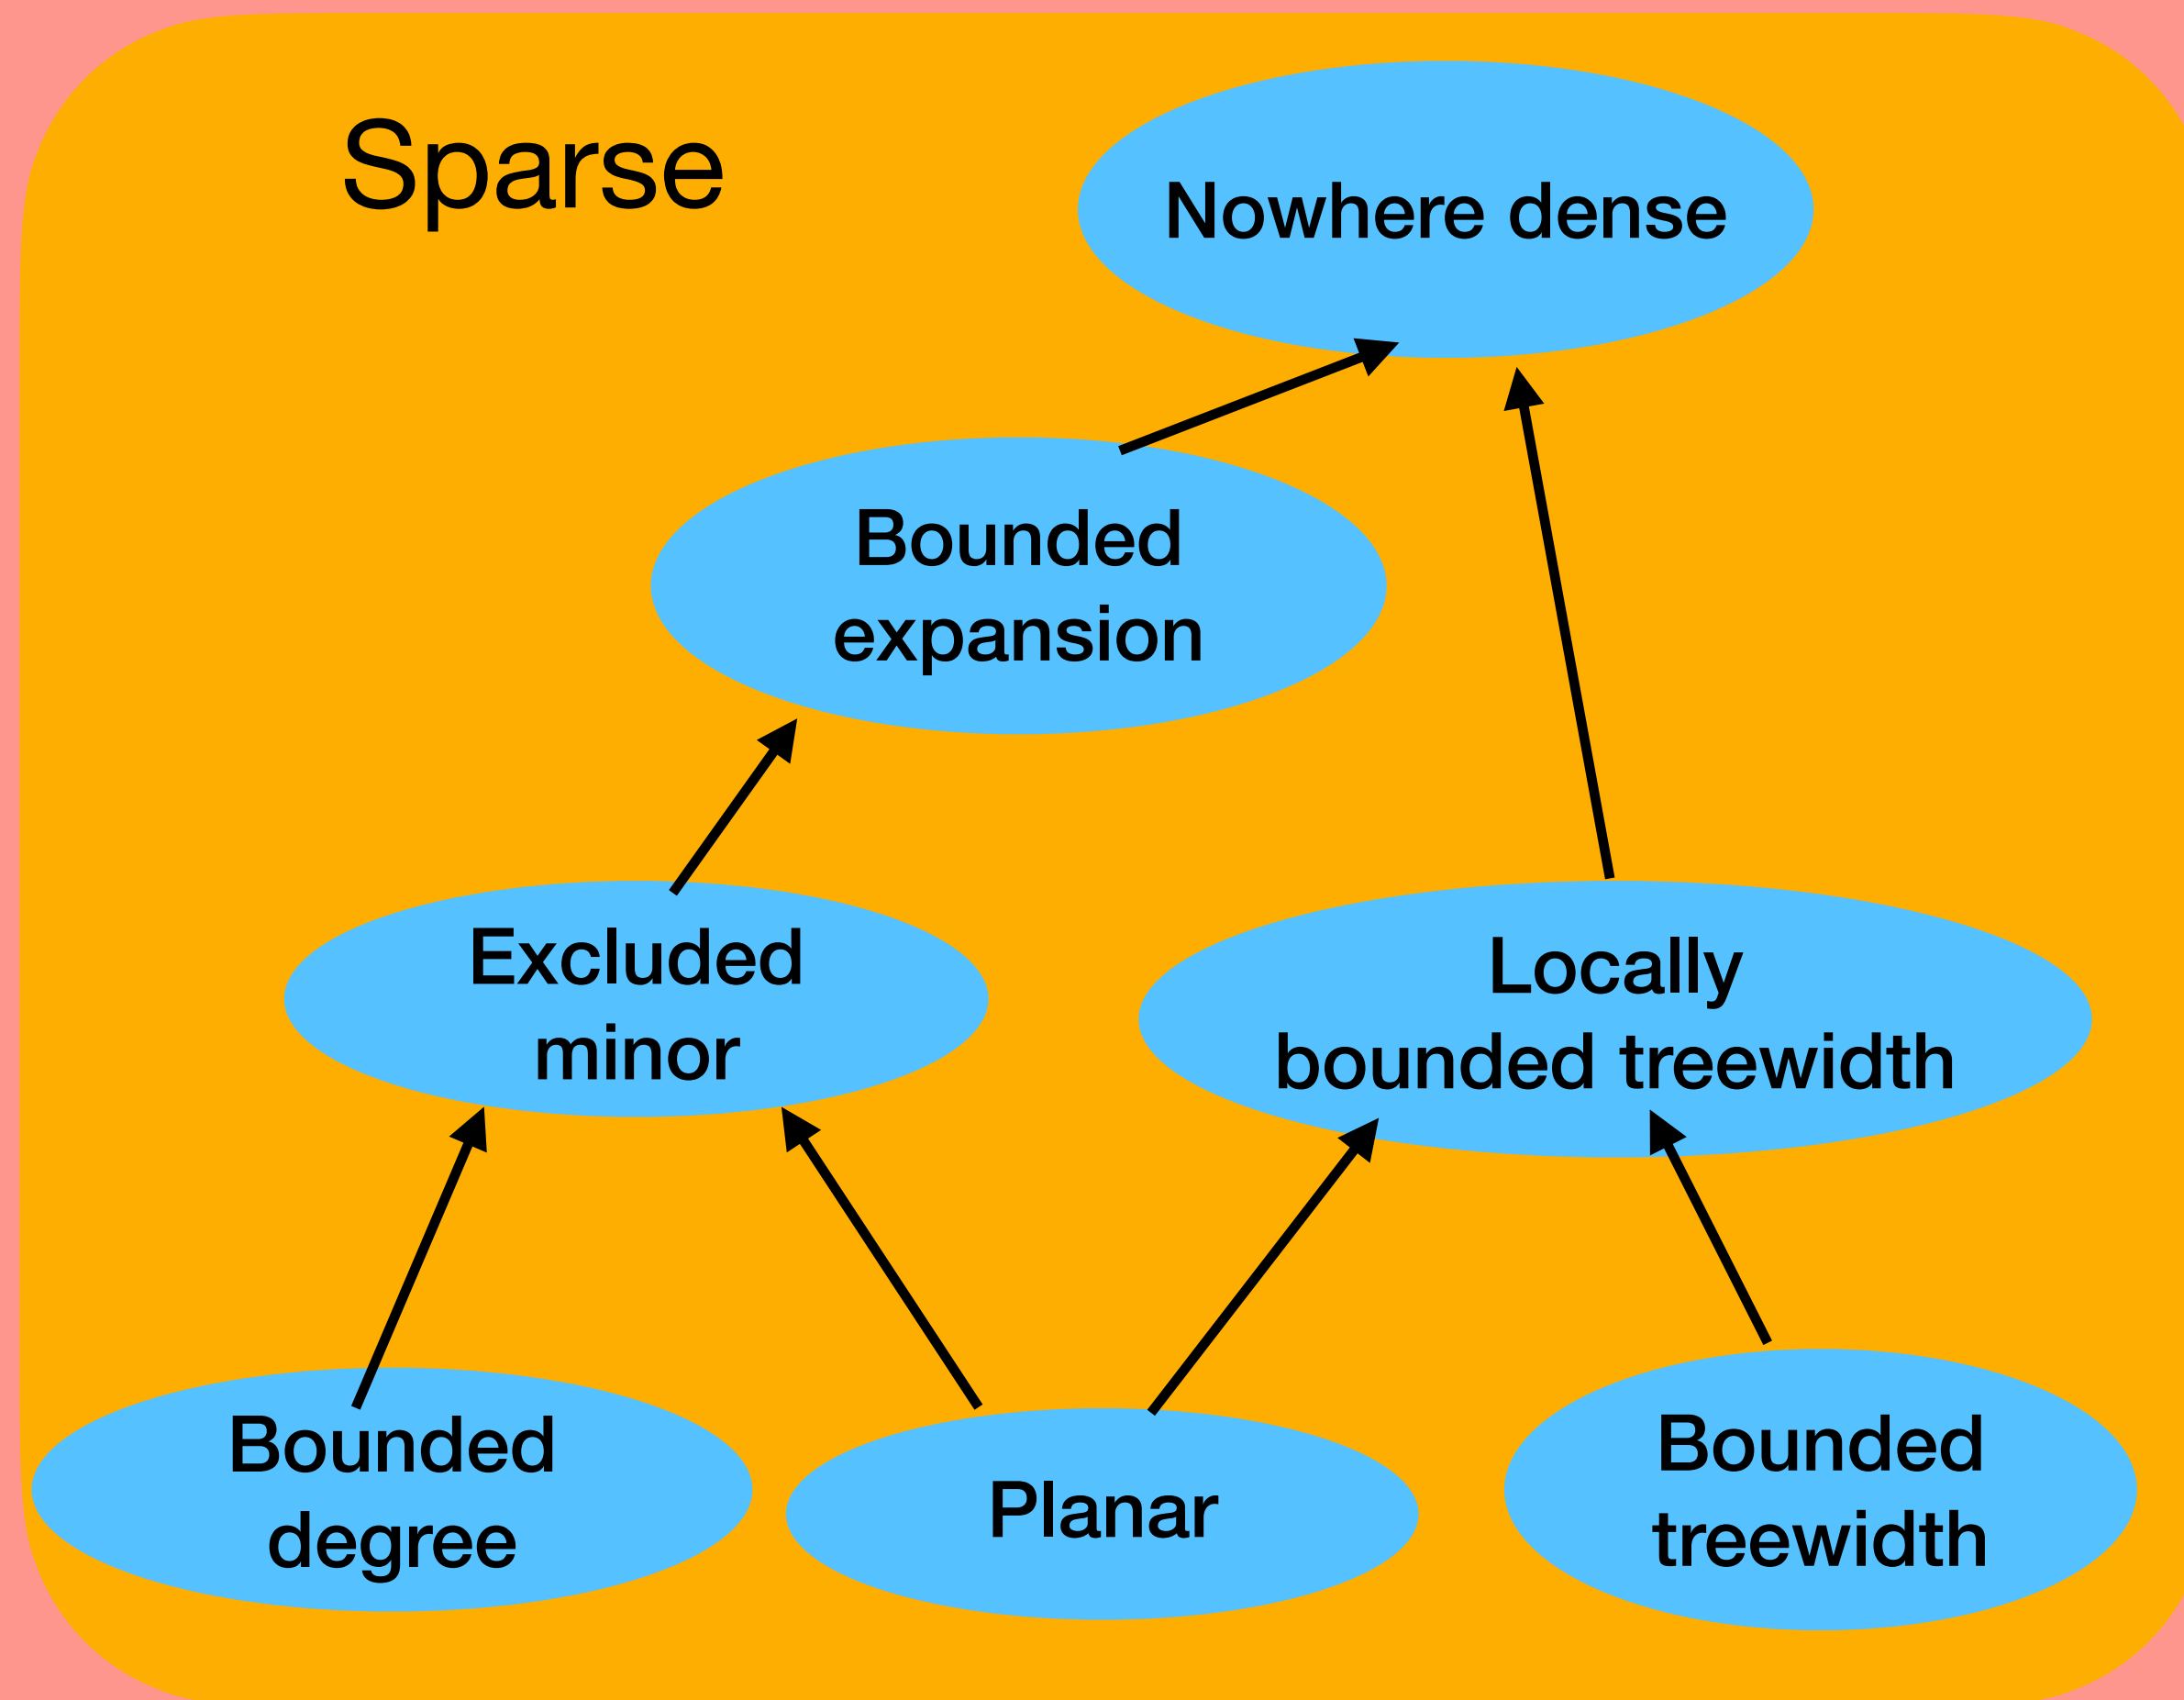 Sparse
Nowhere dense
Bounded
expansion
Excluded
minor
Locally
bounded treewidth
Bounded
degree
Planar
Bounded
treewidth